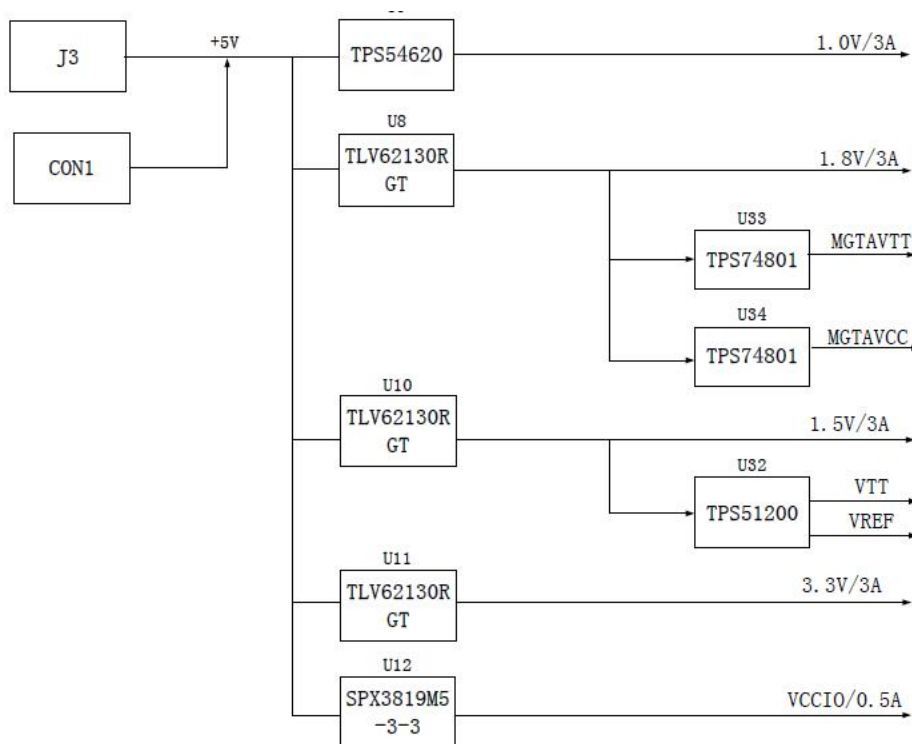 J3
+5V
TPS54620
1.0V/3A
CON1
U8
TLV62130R
GT
1.8V/3A
U33
TPS74801
MGTAVTT
U34
TPS74801
MGTAVCC
U10
TLV62130R
GT
1.5V/3A
U32
TPS51200
VTT
VREF
U11
TLV62130R
GT
3.3V/3A
U12
SPX3819M5
-3-3
VCCIO/0.5A